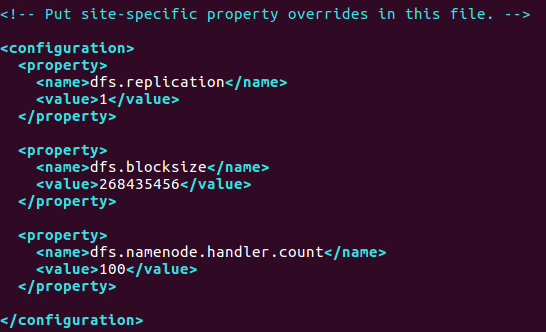 <!-- Put site-specific property overrides in this file. -->
<configuration>
<property>
<name>dfs.replication</name>
<value>1</value>
</property>
<property>
<name>dfs.blocksize</name>
<value>268435456</value>
</property>
<property>
<name>dfs.namenode.handler.count</name>
<value>100</value>
</property>
</configuration>